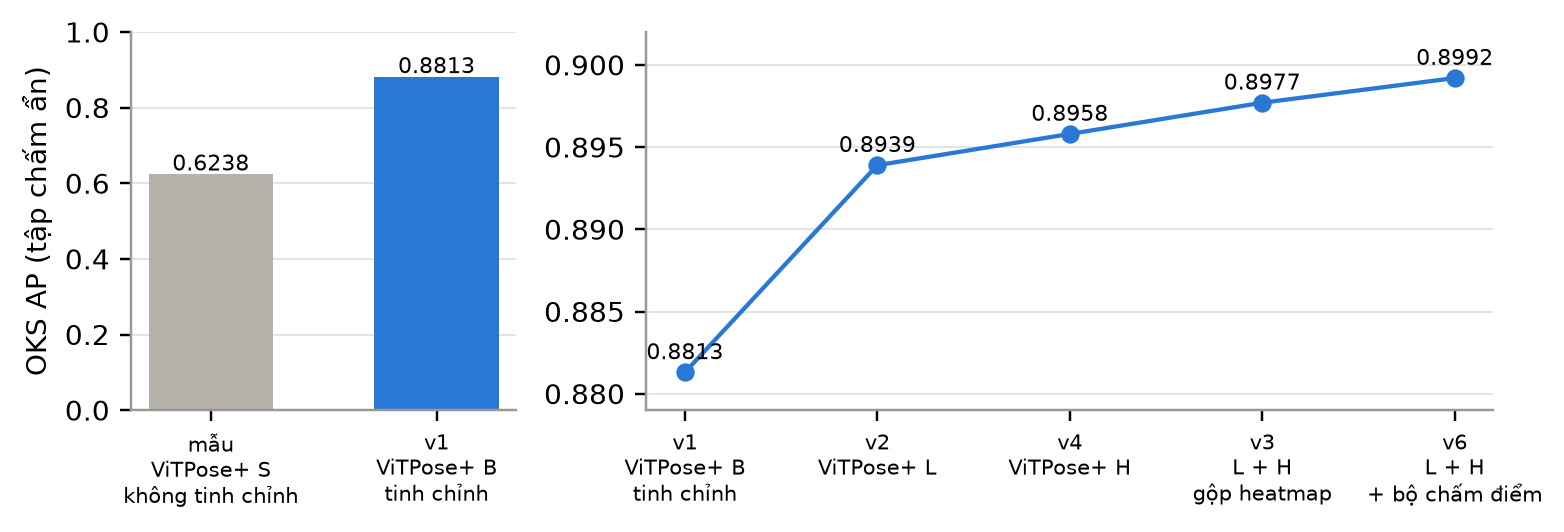 OKS AP (tập chấm ẩn)
1.0
0.8
0.6
0.4
0.2
0.0
0.6238
0.8813
mẫu
ViTPose+ S
không tinh chỉnh
v1
ViTPose+ B
tinh chỉnh
0.900
0.895
0.890
0.885
0.880
0.8813
0.8939
0.8958
0.8977
0.8992
v1
ViTPose+ B
tinh chỉnh
v2
ViTPose+ L
v4
ViTPose+ H
v3
L + H
gộp heatmap
v6
L + H
+ bộ chấm điểm